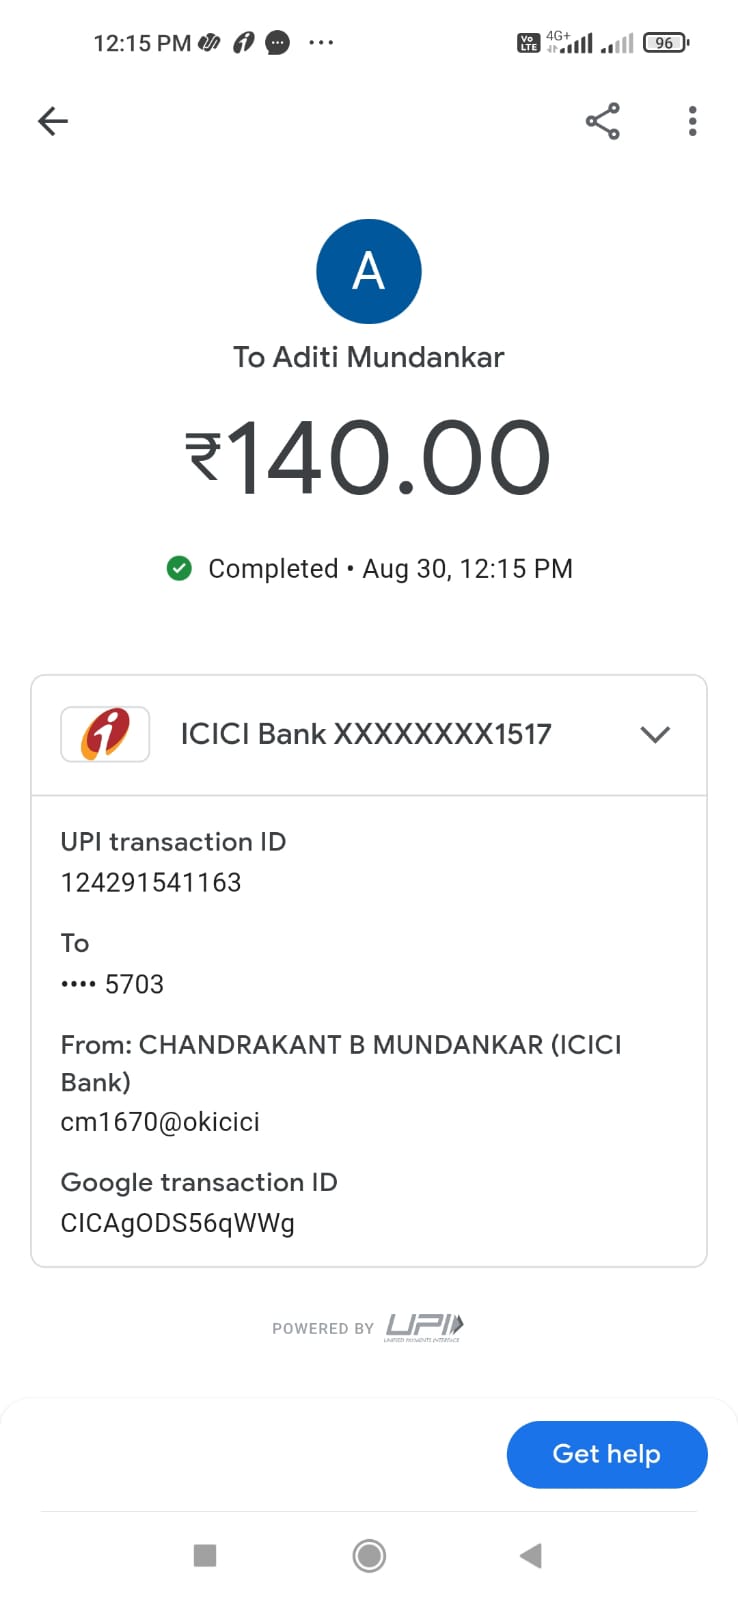 12:15 PM
Vo LTE 4G+ 96
A
To Aditi Mundankar
₹140.00
Completed • Aug 30, 12:15 PM
ICICI Bank XXXXXXXX1517
UPI transaction ID
124291541163
To
•••• 5703
From: CHANDRAKANT B MUNDANKAR (ICICI
Bank)
cm1670@okicici
Google transaction ID
CICAgODS56qWWg
POWERED BY UPI
UNIFIED PAYMENTS INTERFACE
Get help